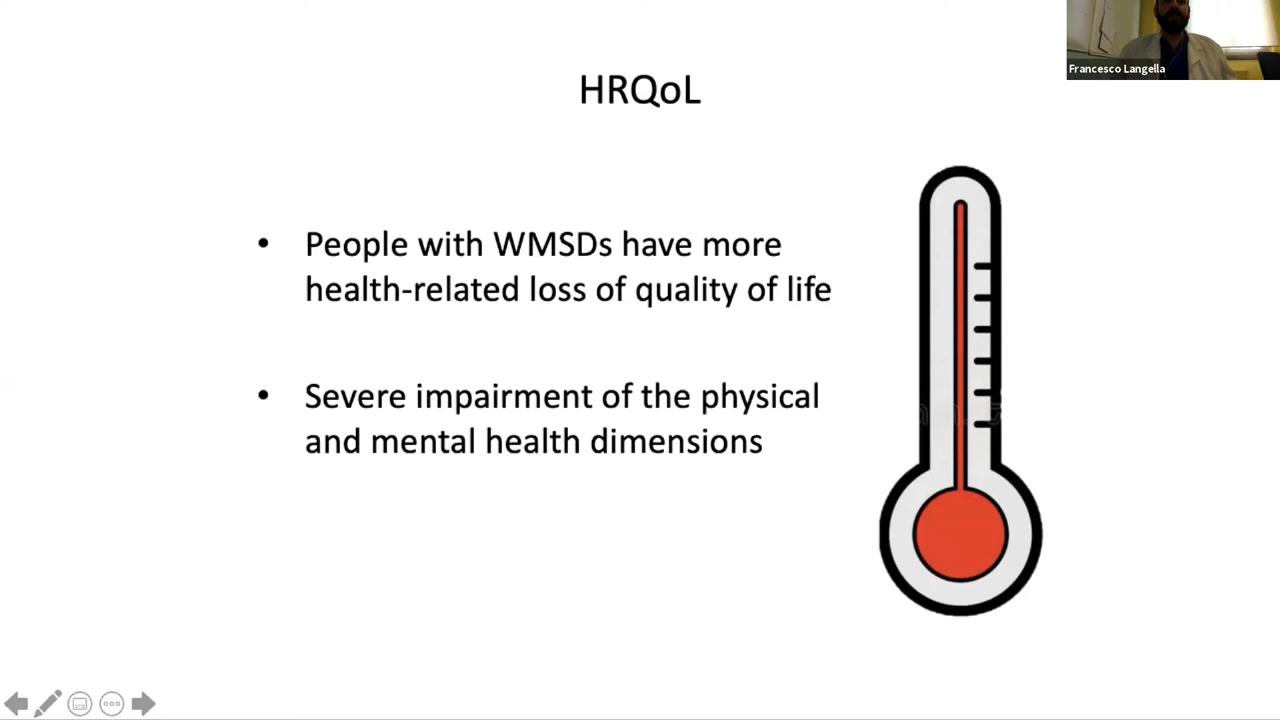 Francesco Langella
HRQoL
• People with WMSDs have more
health-related loss of quality of life
• Severe impairment of the physical
and mental health dimensions